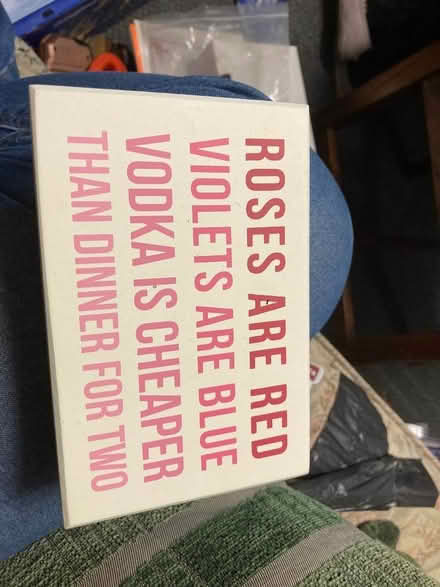 ROSES ARE RED
VIOLETS ARE BLUE
VODKA IS CHEAPER
THAN DINNER FOR TWO